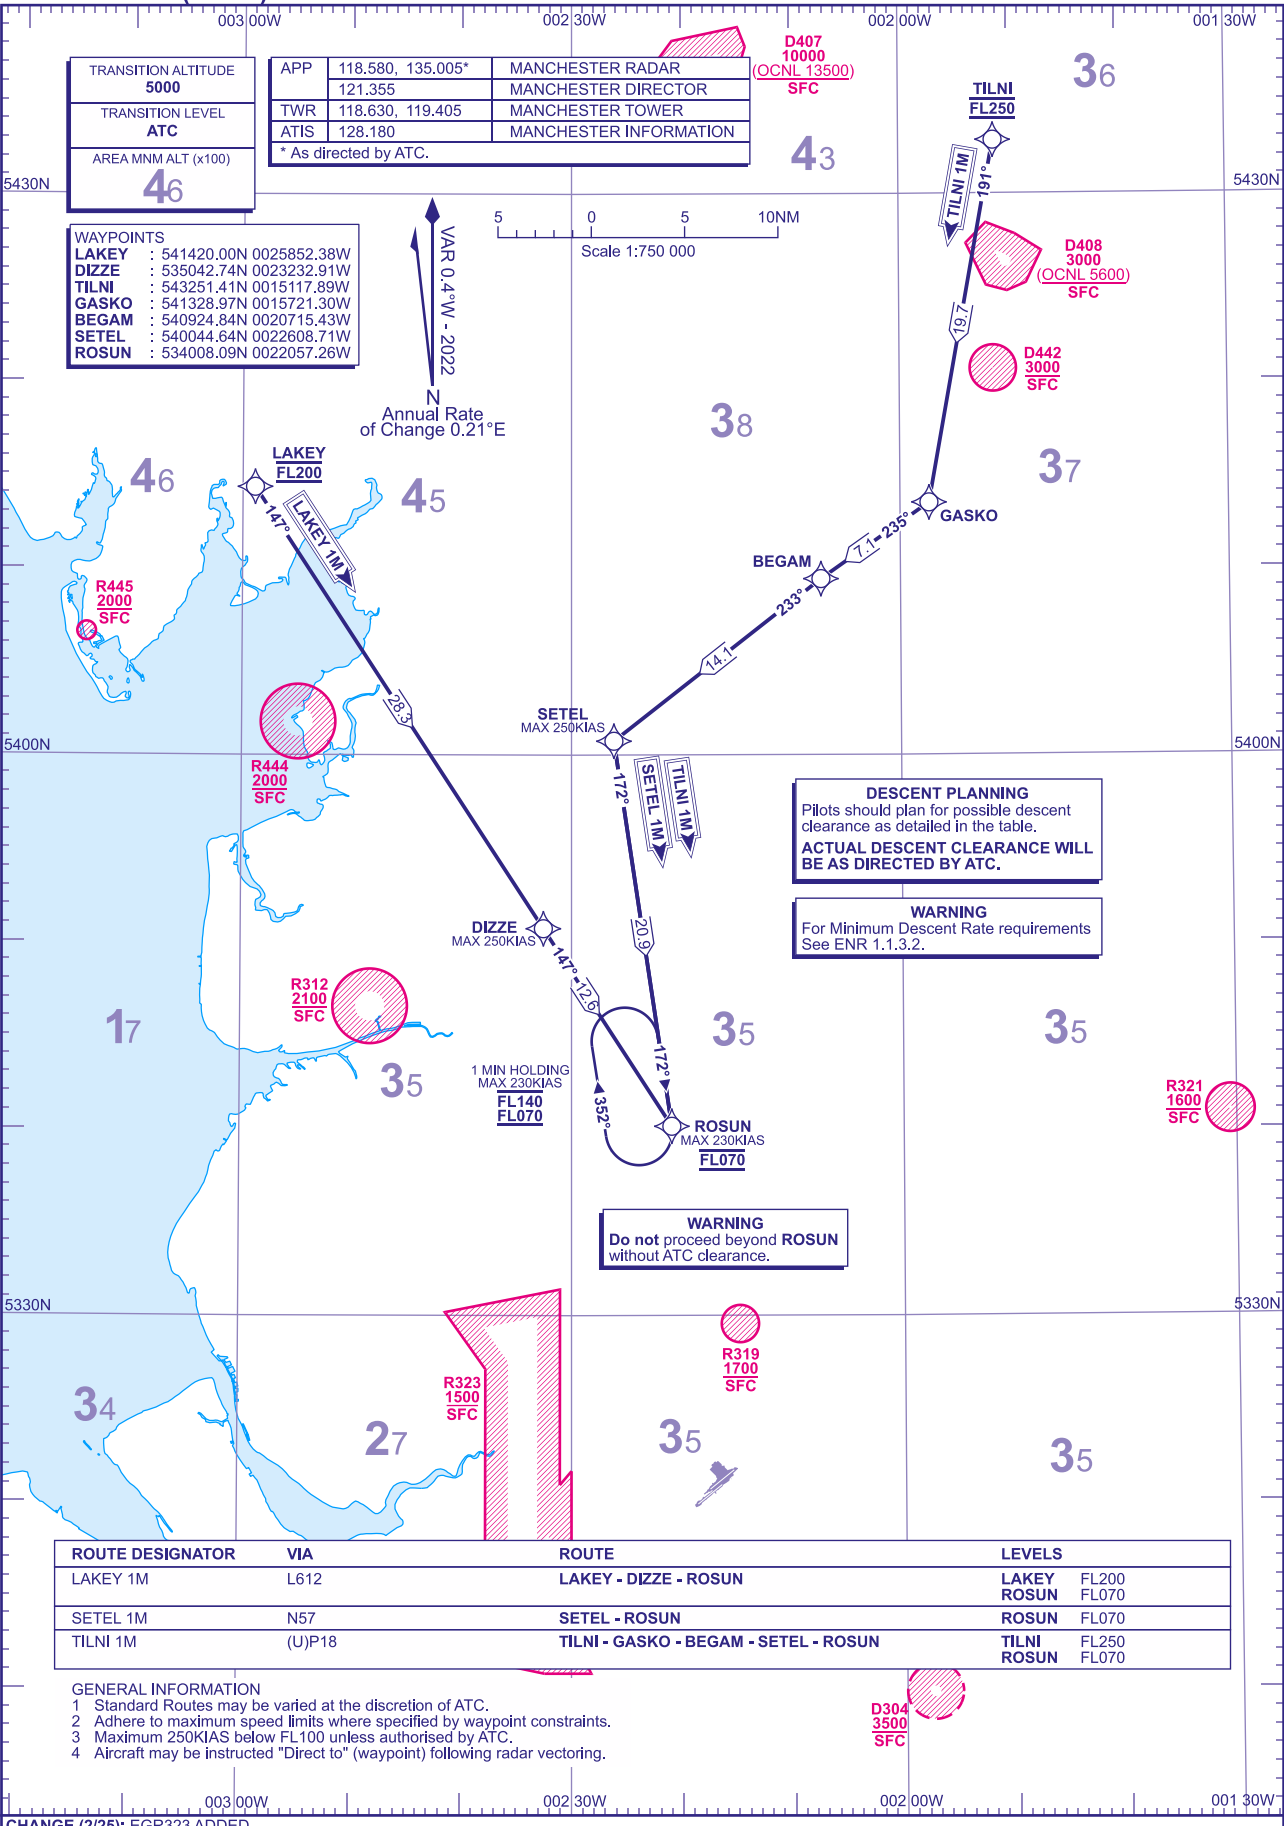 003 00W
002 30W
002 00W
001 30W
TRANSITION ALTITUDE
5000
TRANSITION LEVEL
ATC
AREA MNM ALT (x100)
46
APP 118.580, 135.005* MANCHESTER RADAR
121.355 MANCHESTER DIRECTOR
TWR 118.630, 119.405 MANCHESTER TOWER
ATIS 128.180 MANCHESTER INFORMATION
* As directed by ATC.
D407
10000
(OCNL 13500)
SFC
36
43
TILNI
FL250
TILNI 1M
191°
5430N
5430N
WAYPOINTS
LAKEY : 541420.00N 0025852.38W
DIZZE : 535042.74N 0023232.91W
TILNI : 543251.41N 0015117.89W
GASKO : 541328.97N 0015721.30W
BEGAM : 540924.84N 0020715.43W
SETEL : 540044.64N 0022608.71W
ROSUN : 534008.09N 0022057.26W
5 0 5 10NM
Scale 1:750 000
VAR 0.4°W - 2022
N
Annual Rate
of Change 0.21°E
D408
3000
(OCNL 5600)
SFC
19.7
D442
3000
SFC
38
37
46
45
LAKEY
FL200
147°
LAKEY 1M
GASKO
235°
7.1
BEGAM
233°
14.1
R445
2000
SFC
28.3
SETEL
MAX 250KIAS
5400N
5400N
R444
2000
SFC
172°
SETEL 1M
TILNI 1M
DESCENT PLANNING
Pilots should plan for possible descent
clearance as detailed in the table.
ACTUAL DESCENT CLEARANCE WILL
BE AS DIRECTED BY ATC.
WARNING
For Minimum Descent Rate requirements
See ENR 1.1.3.2.
DIZZE
MAX 250KIAS
147°
12.6
20.9
R312
2100
SFC
17
35
35
35
1 MIN HOLDING
MAX 230KIAS
FL140
FL070
352°
172°
ROSUN
MAX 230KIAS
FL070
R321
1600
SFC
WARNING
Do not proceed beyond ROSUN
without ATC clearance.
5330N
5330N
R319
1700
SFC
R323
1500
SFC
34
27
35
35
ROUTE DESIGNATOR VIA ROUTE LEVELS
LAKEY 1M L612 LAKEY - DIZZE - ROSUN LAKEY FL200
ROSUN FL070
SETEL 1M N57 SETEL - ROSUN ROSUN FL070
TILNI 1M (U)P18 TILNI - GASKO - BEGAM - SETEL - ROSUN TILNI FL250
ROSUN FL070
GENERAL INFORMATION
1 Standard Routes may be varied at the discretion of ATC.
2 Adhere to maximum speed limits where specified by waypoint constraints.
3 Maximum 250KIAS below FL100 unless authorised by ATC.
4 Aircraft may be instructed "Direct to" (waypoint) following radar vectoring.
D304
3500
SFC
003 00W
002 30W
002 00W
001 30W
CHANGE (2/25): EGR323 ADDED